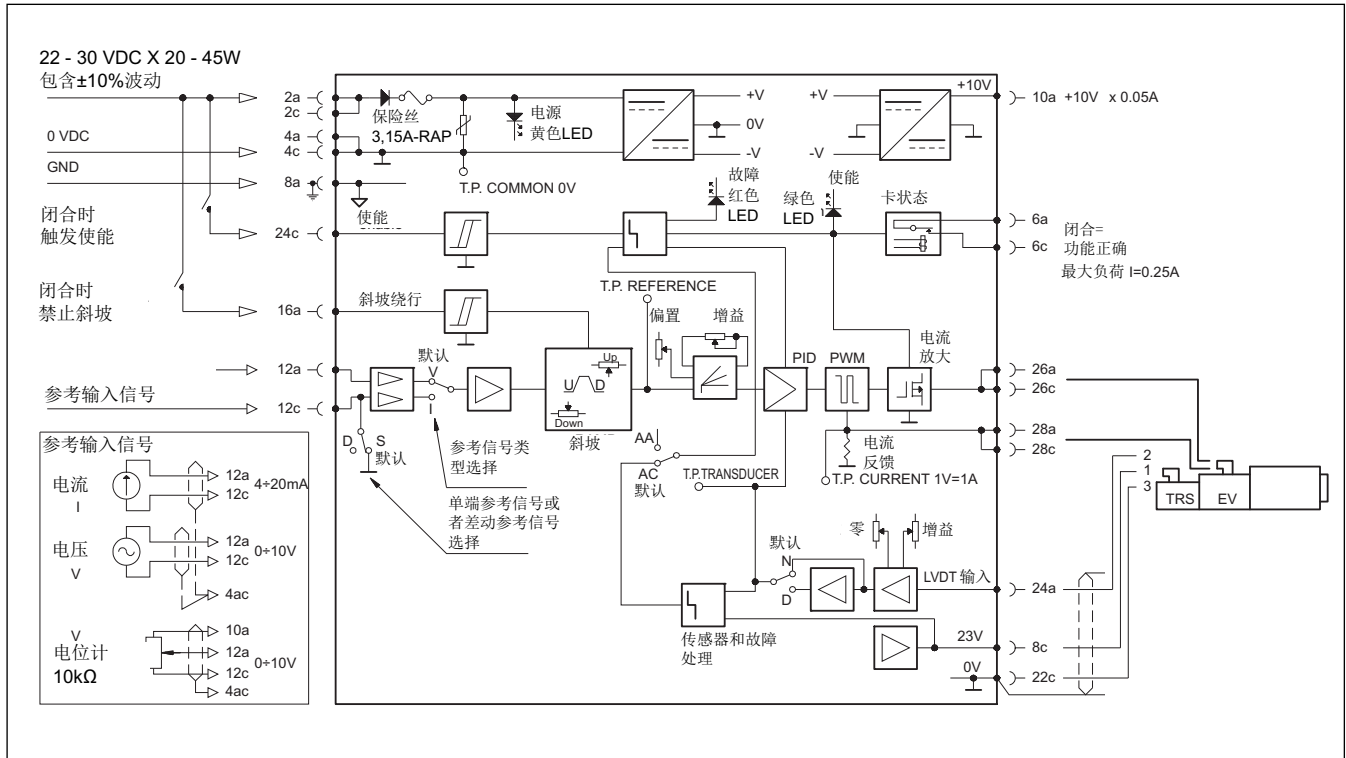 22 - 30 VDC X 20 - 45W
包含±10%波动
0 VDC
GND
闭合时
触发使能
闭合时
禁止斜坡
参考输入信号
2a
2c
4a
4c
8a
24c
16a
12a
12c
保险丝
3,15A-RAP
电源
黄色LED
T.P. COMMON 0V
+V
0V
-V
+V
-V
+10V
10a +10V x 0.05A
使能
故障
红色
LED
使能
绿色
LED
卡状态
6a
6c
闭合=
功能正确
最大负荷 I=0.25A
斜坡绕行
T.P. REFERENCE
偏置
增益
默认
V
I
D
S
默认
Up
U
D
Down
斜坡
PID
PWM
电流
放大
26a
26c
28a
28c
参考信号类
型选择
单端参考信号或
者差动参考信号
选择
AA
AC
默认
T.P.TRANSDUCER
电流
反馈
T.P. CURRENT 1V=1A
2
1
3
TRS
EV
零
增益
默认
N
D
LVDT 输入
24a
传感器和故障
处理
23V
8c
0V
22c
参考输入信号
电流
I
12a
12c
4÷20mA
电压
V
12a
12c
0÷10V
4ac
V
电位计
10kΩ
10a
12a
12c
0÷10V
4ac